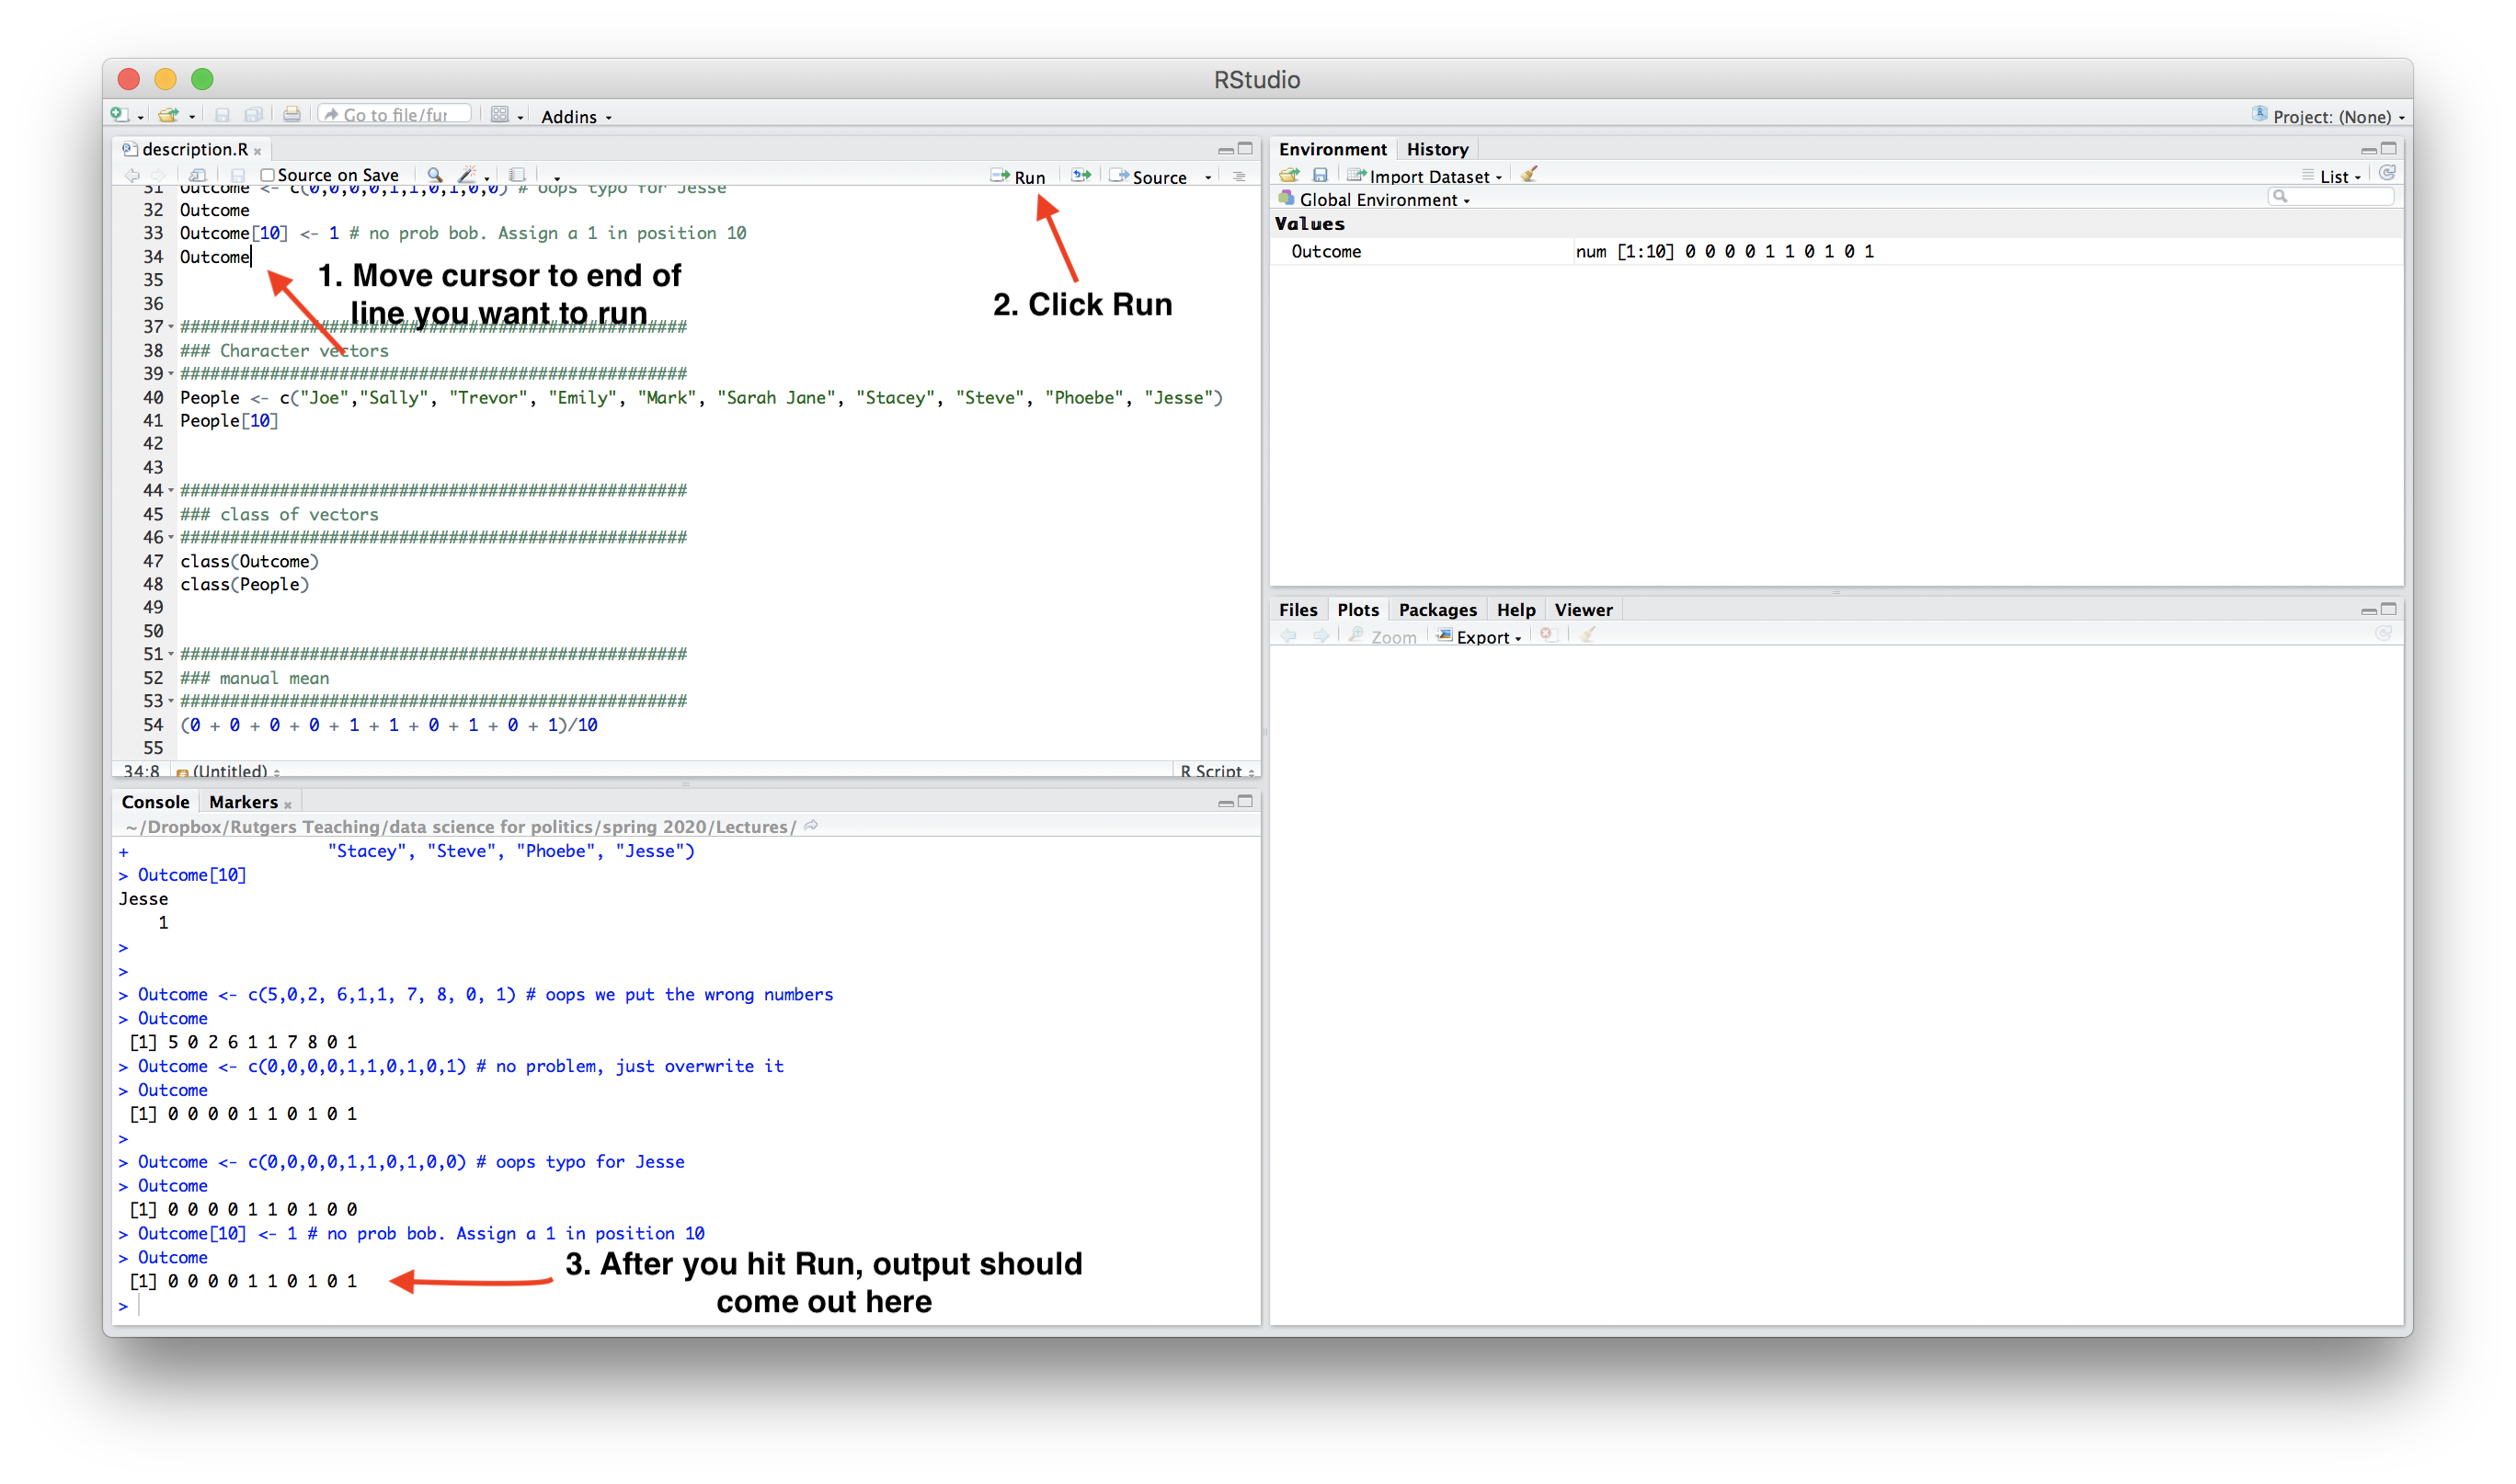 RStudio
Go to file/fur
Addins
Project: (None)
description.R
Source on Save
Run
Source
31 Outcome <- c(0,0,0,0,1,1,0,1,0,0) # oops typo for Jesse
32 Outcome
33 Outcome[10] <- 1 # no prob bob. Assign a 1 in position 10
34 Outcome
35
36
37 ###################################################
38 ### Character vectors
39 ###################################################
40 People <- c("Joe","Sally", "Trevor", "Emily", "Mark", "Sarah Jane", "Stacey", "Steve", "Phoebe", "Jesse")
41 People[10]
42
43
44 ###################################################
45 ### class of vectors
46 ###################################################
47 class(Outcome)
48 class(People)
49
50
51 ###################################################
52 ### manual mean
53 ###################################################
54 (0 + 0 + 0 + 0 + 1 + 1 + 0 + 1 + 0 + 1)/10
55
1. Move cursor to end of
line you want to run
2. Click Run
34:8 # (Untitled)
R Script
Console Markers
~/Dropbox/Rutgers Teaching/data science for politics/spring 2020/Lectures/
+ "Stacey", "Steve", "Phoebe", "Jesse")
> Outcome[10]
Jesse
1
>
>
> Outcome <- c(5,0,2, 6,1,1, 7, 8, 0, 1) # oops we put the wrong numbers
> Outcome
[1] 5 0 2 6 1 1 7 8 0 1
> Outcome <- c(0,0,0,0,1,1,0,1,0,1) # no problem, just overwrite it
> Outcome
[1] 0 0 0 0 1 1 0 1 0 1
>
> Outcome <- c(0,0,0,0,1,1,0,1,0,0) # oops typo for Jesse
> Outcome
[1] 0 0 0 0 1 1 0 1 0 0
> Outcome[10] <- 1 # no prob bob. Assign a 1 in position 10
> Outcome
[1] 0 0 0 0 1 1 0 1 0 1
>
3. After you hit Run, output should
come out here
Environment History
Import Dataset
List
Global Environment
Values
Outcome num [1:10] 0 0 0 0 1 1 0 1 0 1
Files Plots Packages Help Viewer
Zoom Export